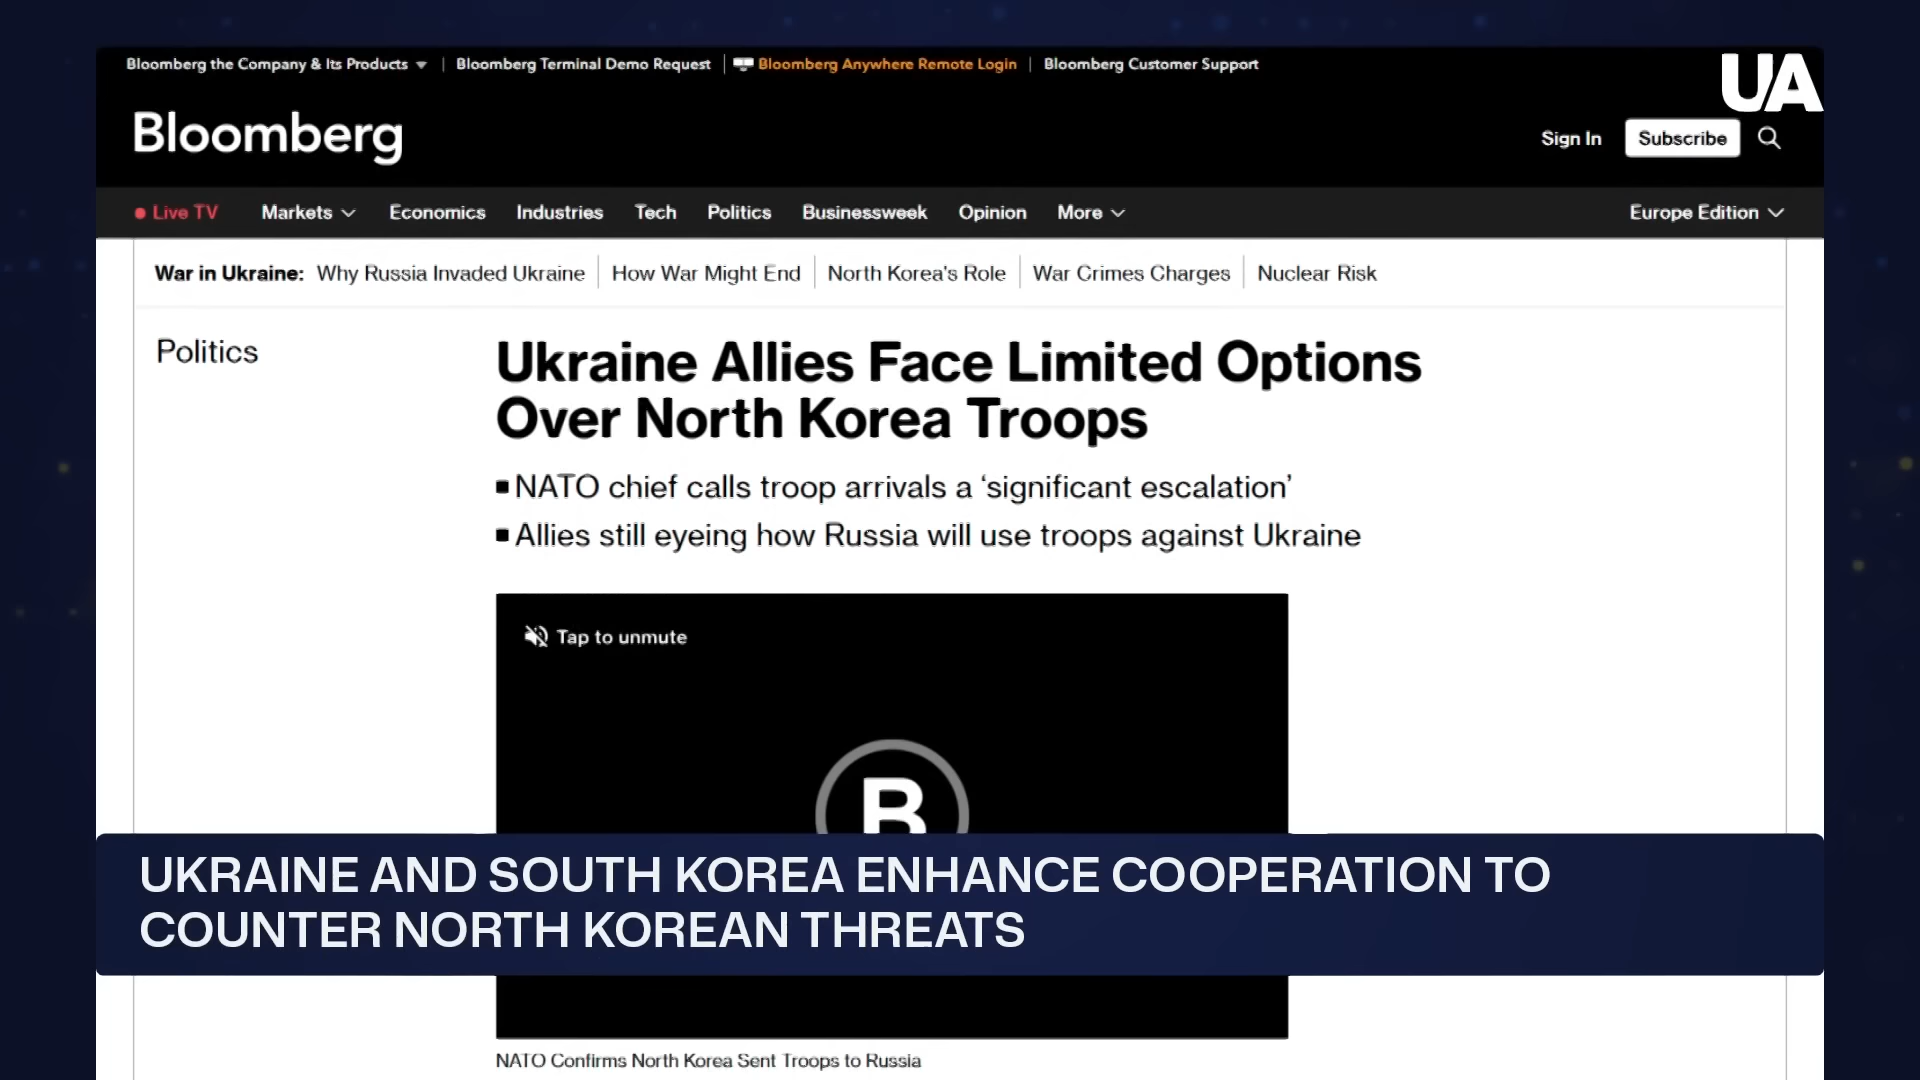 Bloomberg the Company & Its Products | Bloomberg Terminal Demo Request | Bloomberg Anywhere Remote Login | Bloomberg Customer Support
UA
Bloomberg
Sign In Subscribe
Live TV Markets Economics Industries Tech Politics Businessweek Opinion More Europe Edition
War in Ukraine: Why Russia Invaded Ukraine | How War Might End | North Korea's Role | War Crimes Charges | Nuclear Risk
Politics
Ukraine Allies Face Limited Options
Over North Korea Troops
NATO chief calls troop arrivals a ‘significant escalation’
Allies still eyeing how Russia will use troops against Ukraine
Tap to unmute
B
UKRAINE AND SOUTH KOREA ENHANCE COOPERATION TO
COUNTER NORTH KOREAN THREATS
NATO Confirms North Korea Sent Troops to Russia